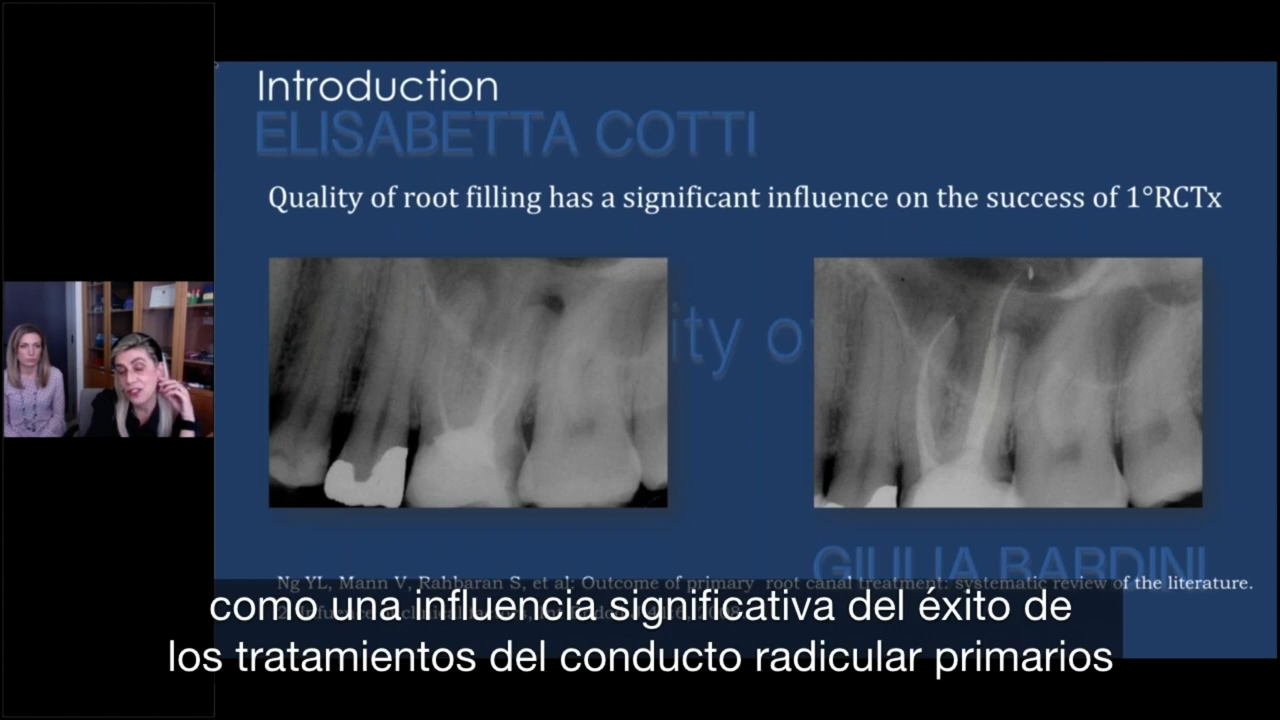 Introduction
ELISABETTA COTTI
Quality of root filling has a significant influence on the success of 1°RCTx
ity o
GIULIA BARDINI
Ng YL, Mann V, Rahbaran S, et al: Outcome of primary root canal treatment: systematic review of the literature.
como una influencia significativa del éxito de
los tratamientos del conducto radicular primarios